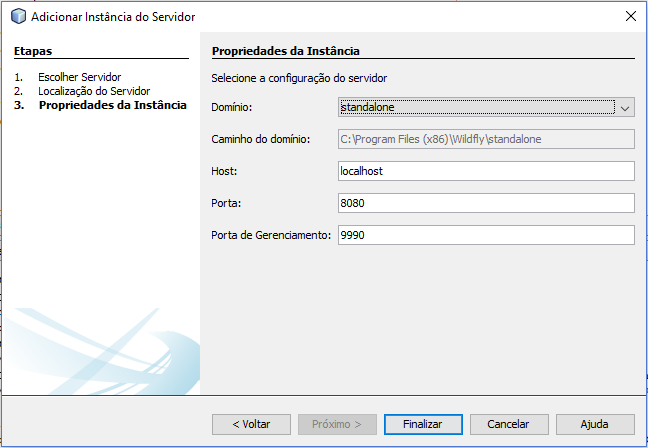 Adicionar Instância do Servidor
Etapas
1. Escolher Servidor
2. Localização do Servidor
3. Propriedades da Instância
Propriedades da Instância
Selecione a configuração do servidor
Domínio: standalone
Caminho do domínio: C:\Program Files (x86)\Wildfly\standalone
Host: localhost
Porta: 8080
Porta de Gerenciamento: 9990
< Voltar Próximo > Finalizar Cancelar Ajuda